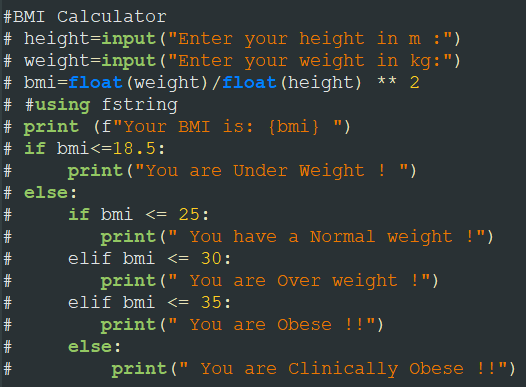 #BMI Calculator
# height=input("Enter your height in m :")
# weight=input("Enter your weight in kg:")
# bmi=float(weight)/float(height) ** 2
# #using fstring
# print (f"Your BMI is: {bmi} ")
# if bmi<=18.5:
#     print("You are Under Weight ! ")
# else:
#     if bmi <= 25:
#        print(" You have a Normal weight !")
#     elif bmi <= 30:
#        print(" You are Over weight !")
#     elif bmi <= 35:
#        print(" You are Obese !!")
#     else:
#         print(" You are Clinically Obese !!")